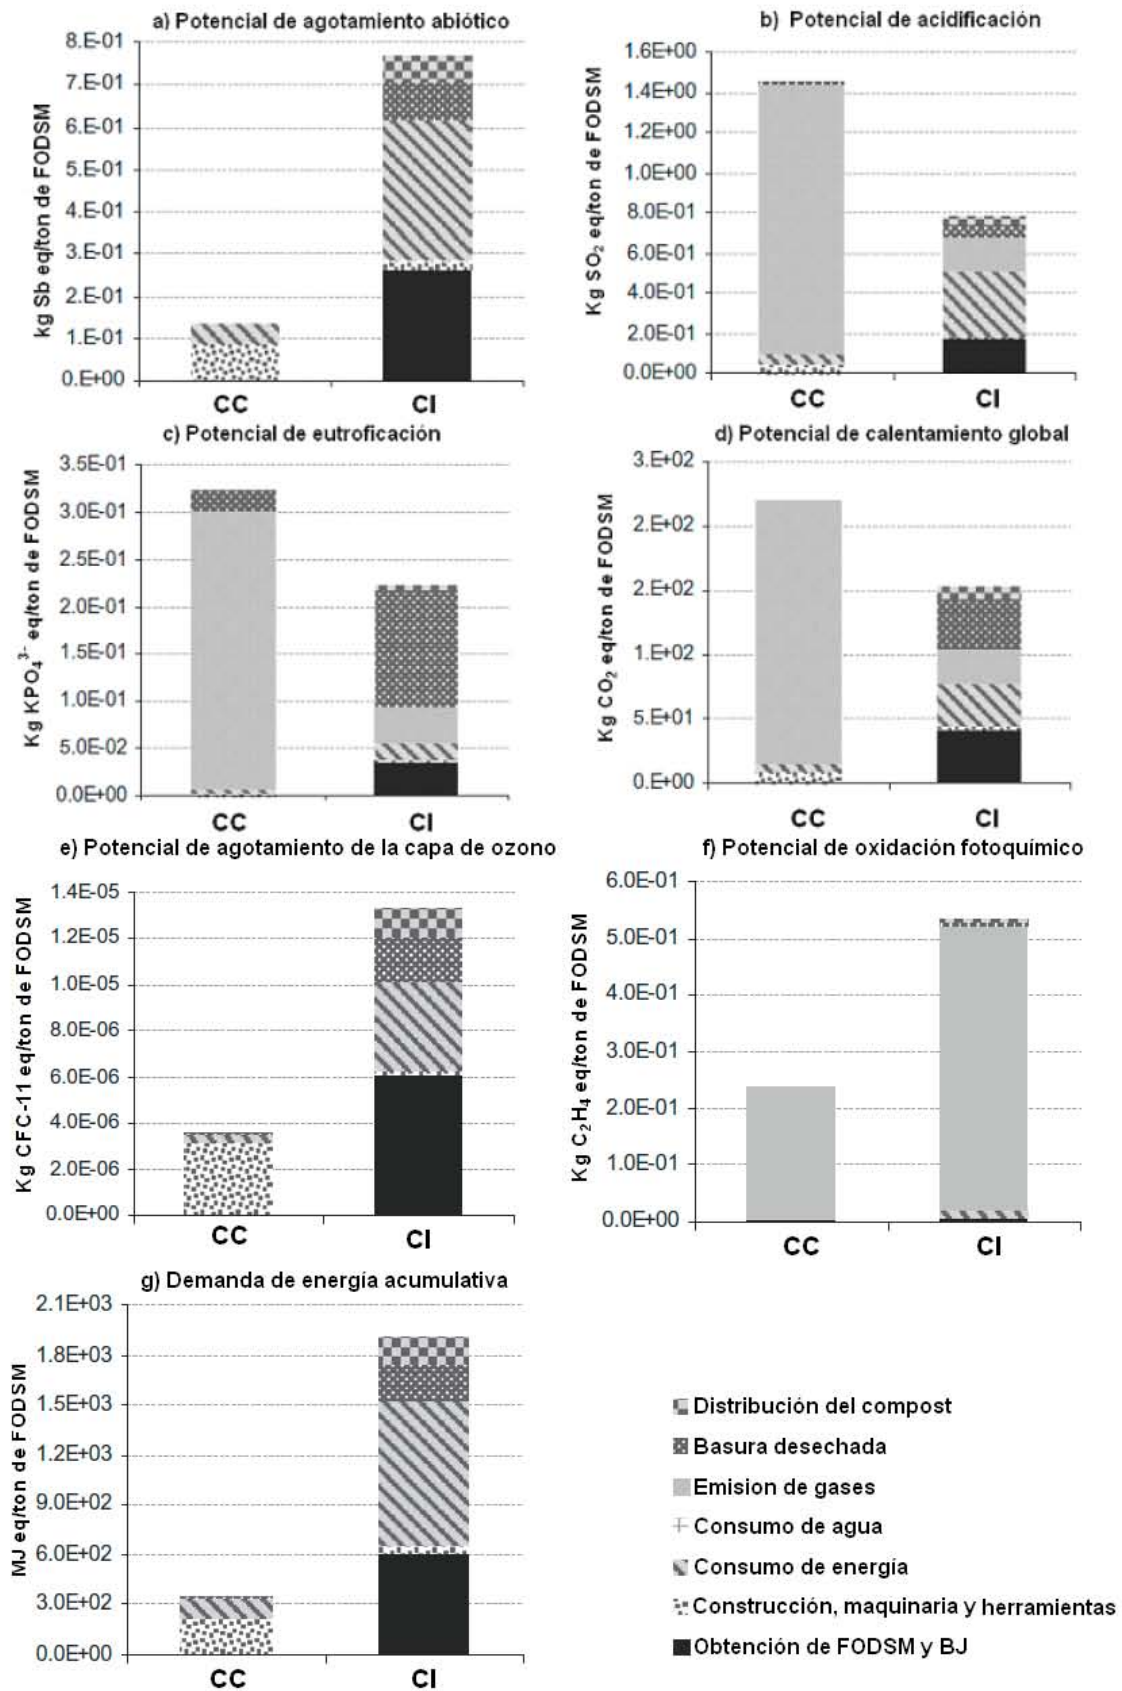 a) Potencial de agotamiento abiótico
kg Sb eq/ton de FODSM
8.E-01
7.E-01
6.E-01
5.E-01
4.E-01
3.E-01
2.E-01
1.E-01
0.E+00
CC
CI
b) Potencial de acidificación
Kg SO2 eq/ton de FODSM
1.6E+00
1.4E+00
1.2E+00
1.0E+00
8.0E-01
6.0E-01
4.0E-01
2.0E-01
0.0E+00
CC
CI
c) Potencial de eutroficación
Kg KPO4 3- eq/ton de FODSM
3.5E-01
3.0E-01
2.5E-01
2.0E-01
1.5E-01
1.0E-01
5.0E-02
0.0E+00
CC
CI
d) Potencial de calentamiento global
Kg CO2 eq/ton de FODSM
3.E+02
2.E+02
2.E+02
1.E+02
5.E+01
0.E+00
CC
CI
e) Potencial de agotamiento de la capa de ozono
Kg CFC-11 eq/ton de FODSM
1.4E-05
1.2E-05
1.0E-05
8.0E-06
6.0E-06
4.0E-06
2.0E-06
0.0E+00
CC
CI
f) Potencial de oxidación fotoquímico
Kg C2H4 eq/ton de FODSM
6.0E-01
5.0E-01
4.0E-01
3.0E-01
2.0E-01
1.0E-01
0.0E+00
CC
CI
g) Demanda de energía acumulativa
MJ eq/ton de FODSM
2.1E+03
1.8E+03
1.5E+03
1.2E+03
9.0E+02
6.0E+02
3.0E+02
0.0E+00
CC
CI
Distribución del compost
Basura desechada
Emision de gases
Consumo de agua
Consumo de energía
Construcción, maquinaria y herramientas
Obtención de FODSM y BJ